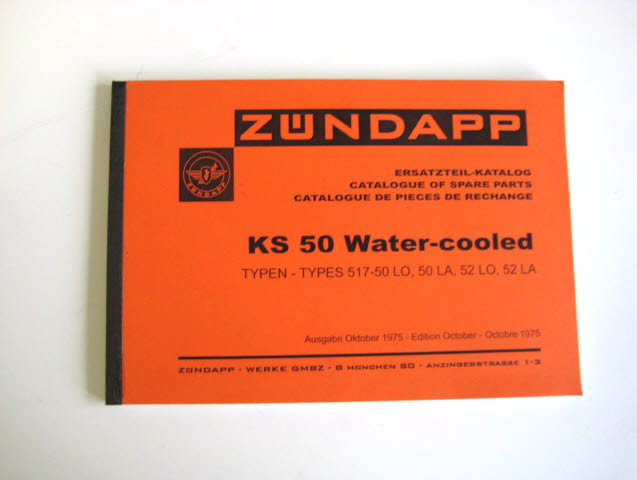 ZÜNDAPP
ZÜNDAPP
ERSATZTEIL-KATALOG
CATALOGUE OF SPARE PARTS
CATALOGUE DE PIECES DE RECHANGE
KS 50 Water-cooled
TYPEN - TYPES 517-50 LO, 50 LA, 52 LO, 52 LA
Ausgabe Oktober 1975 - Edition October - Octobre 1975
ZÜNDAPP - WERKE GMBZ - 8 MÜNCHEN 80 - ANZINGERSTRASSE 1-3